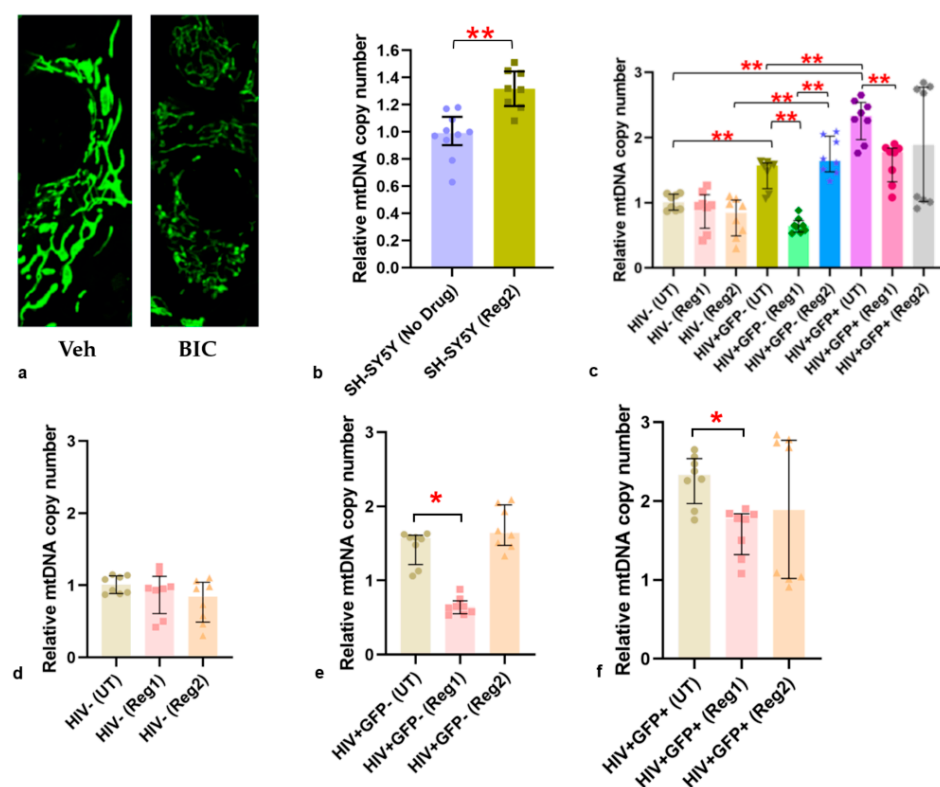 Veh
BIC
a
**
Relative mtDNA copy number
1.6
1.4
1.2
1.0
0.8
0.6
0.4
0.2
0.0
SH-SY5Y (No Drug)
SH-SY5Y (Reg2)
b
Relative mtDNA copy number
3
2
1
0
**
**
**
**
**
**
**
HIV- (UT)
HIV- (Reg1)
HIV- (Reg2)
HIV+GFP- (UT)
HIV+GFP- (Reg1)
HIV+GFP- (Reg2)
HIV+GFP+ (UT)
HIV+GFP+ (Reg1)
HIV+GFP+ (Reg2)
c
Relative mtDNA copy number
3
2
1
0
HIV- (UT)
HIV- (Reg1)
HIV- (Reg2)
d
Relative mtDNA copy number
3
2
1
0
*
HIV+GFP- (UT)
HIV+GFP- (Reg1)
HIV+GFP- (Reg2)
e
Relative mtDNA copy number
3
2
1
0
*
HIV+GFP+ (UT)
HIV+GFP+ (Reg1)
HIV+GFP+ (Reg2)
f